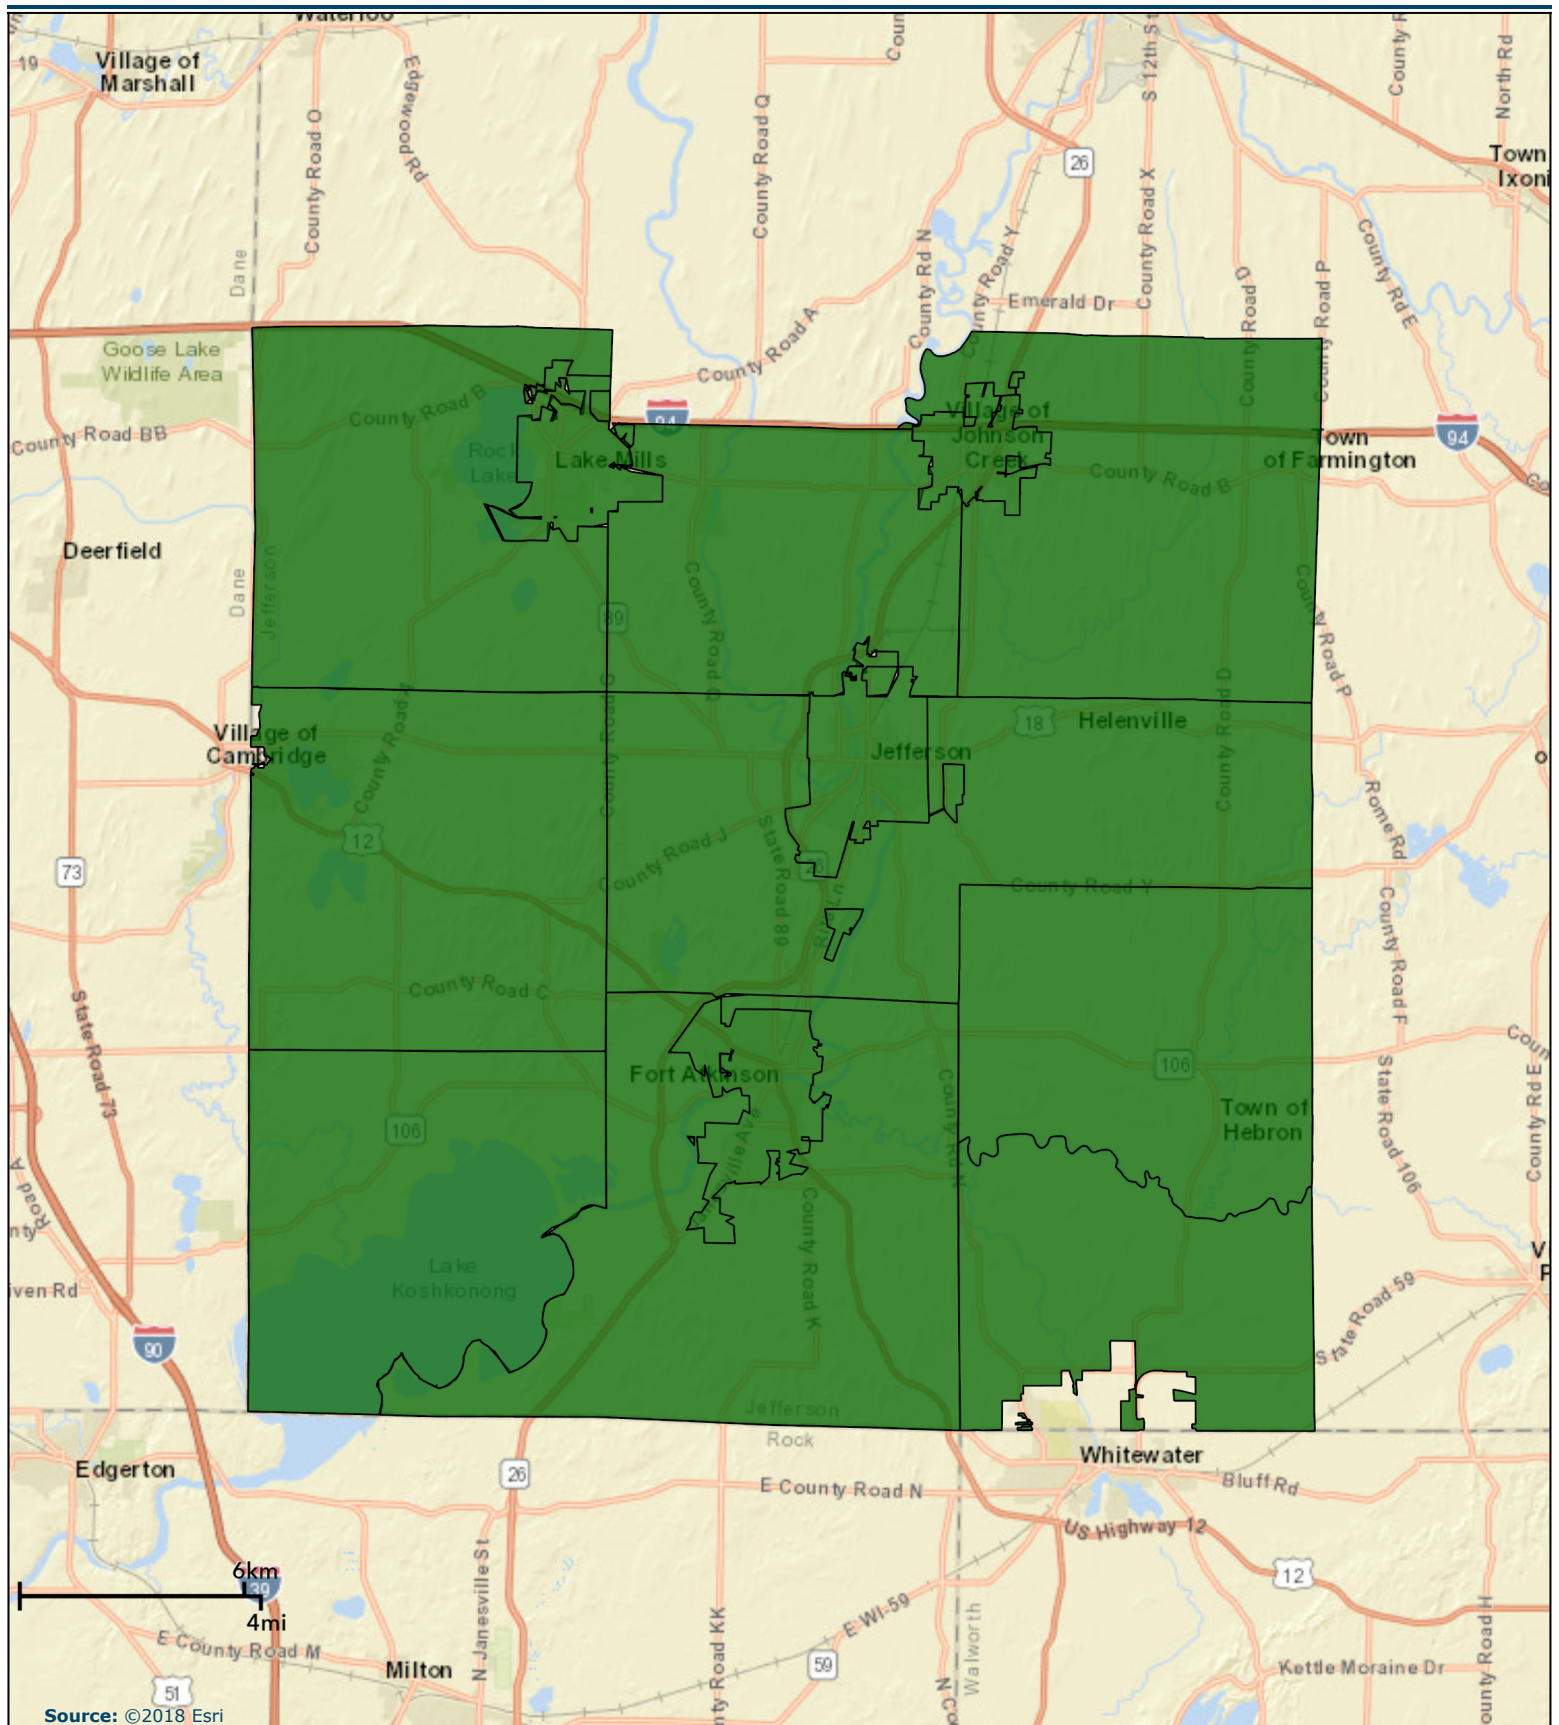 Waterloo
Village of
Marshall
19
Edgewood Rd
County Road O
County Road Q
S 12th St
North Rd
26
Town
Ixoni
County Road X
County Rd N
County Road Y
Emerald Dr
County Road P
County Rd E
Dane
Goose Lake
Wildlife Area
County Road A
County Road B
94
County Road BB
Rock
Lake
Lake Mills
Village of
Johnson
Creek
County Road B
Town
of Farmington
94
Deerfield
Dane
Jefferson
89
County Road Q
County Road P
Village of
Cambridge
County Road A
County Road D
18
Helenville
Jefferson
12
County Road J
State Road 89
26
Rome Rd
73
County Road Y
County Road F
County Road C
State Road 73
106
Fort Atkinson
106
Town of
Hebron
State Road 106
County Rd E
County Rd N
County Road K
Lake
Koshkonong
90
State Road 59
Jefferson
Rock
Edgerton
26
E County Road N
Whitewater
Bluff Rd
US Highway 12
12
6km
39
4mi
N Janesville St
E County Road M
Milton
E WI-59
59
Walworth
Kettle Moraine Dr
51
Source: ©2018 Esri